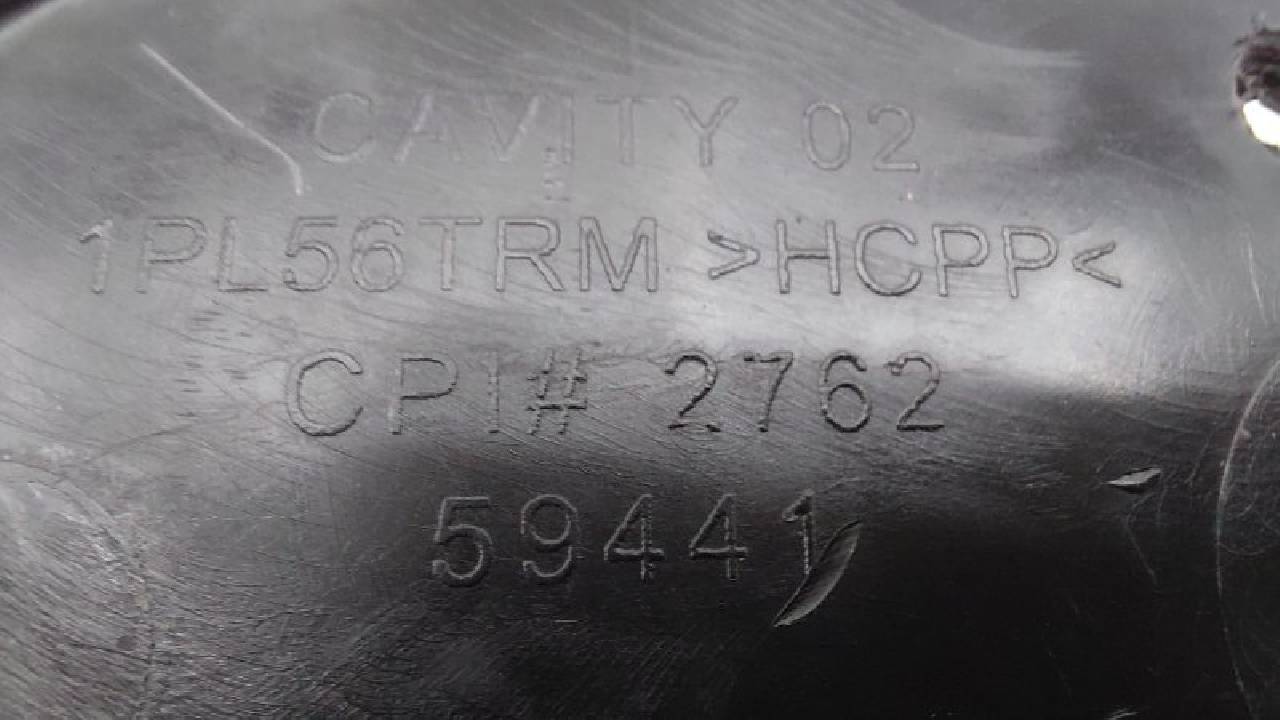 CAVITY 02
1PL56TRM >HCPP<
CPI# 2762
59441